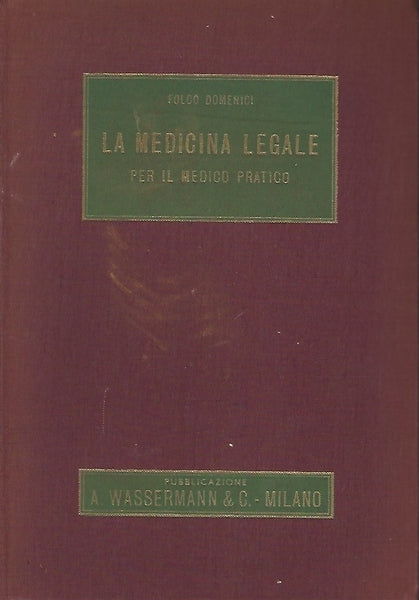 FOLCO DOMENICI
LA MEDICINA LEGALE
PER IL MEDICO PRATICO
PUBBLICAZIONE
A. WASSERMANN & C. - MILANO